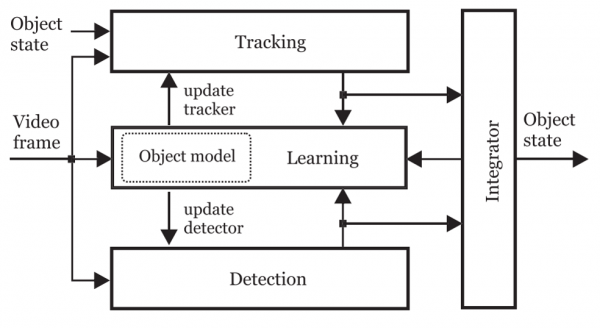 Object
state
Tracking
update
tracker
Video
frame
Object model
Learning
Integrator
Object
state
update
detector
Detection